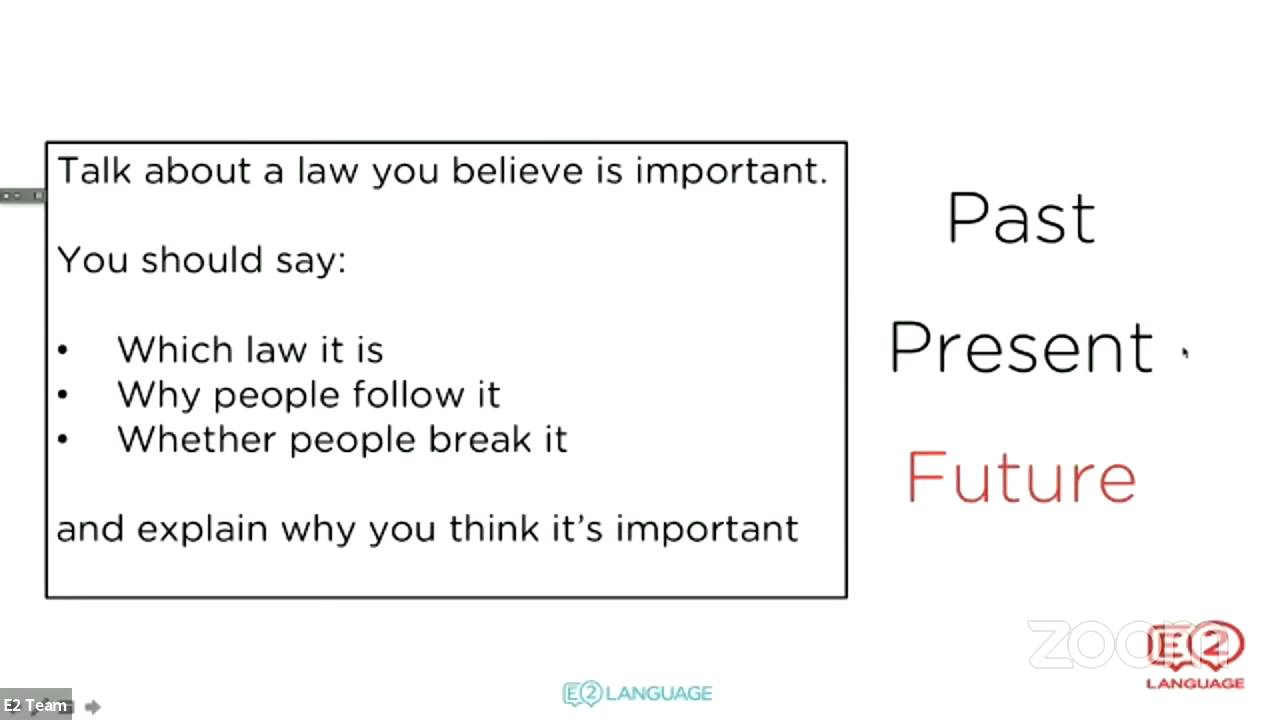 Talk about a law you believe is important.
You should say:
• Which law it is
• Why people follow it
• Whether people break it
and explain why you think it's important
Past
Present
Future
zoom
E2
LANGUAGE
E2 LANGUAGE
E2 Team